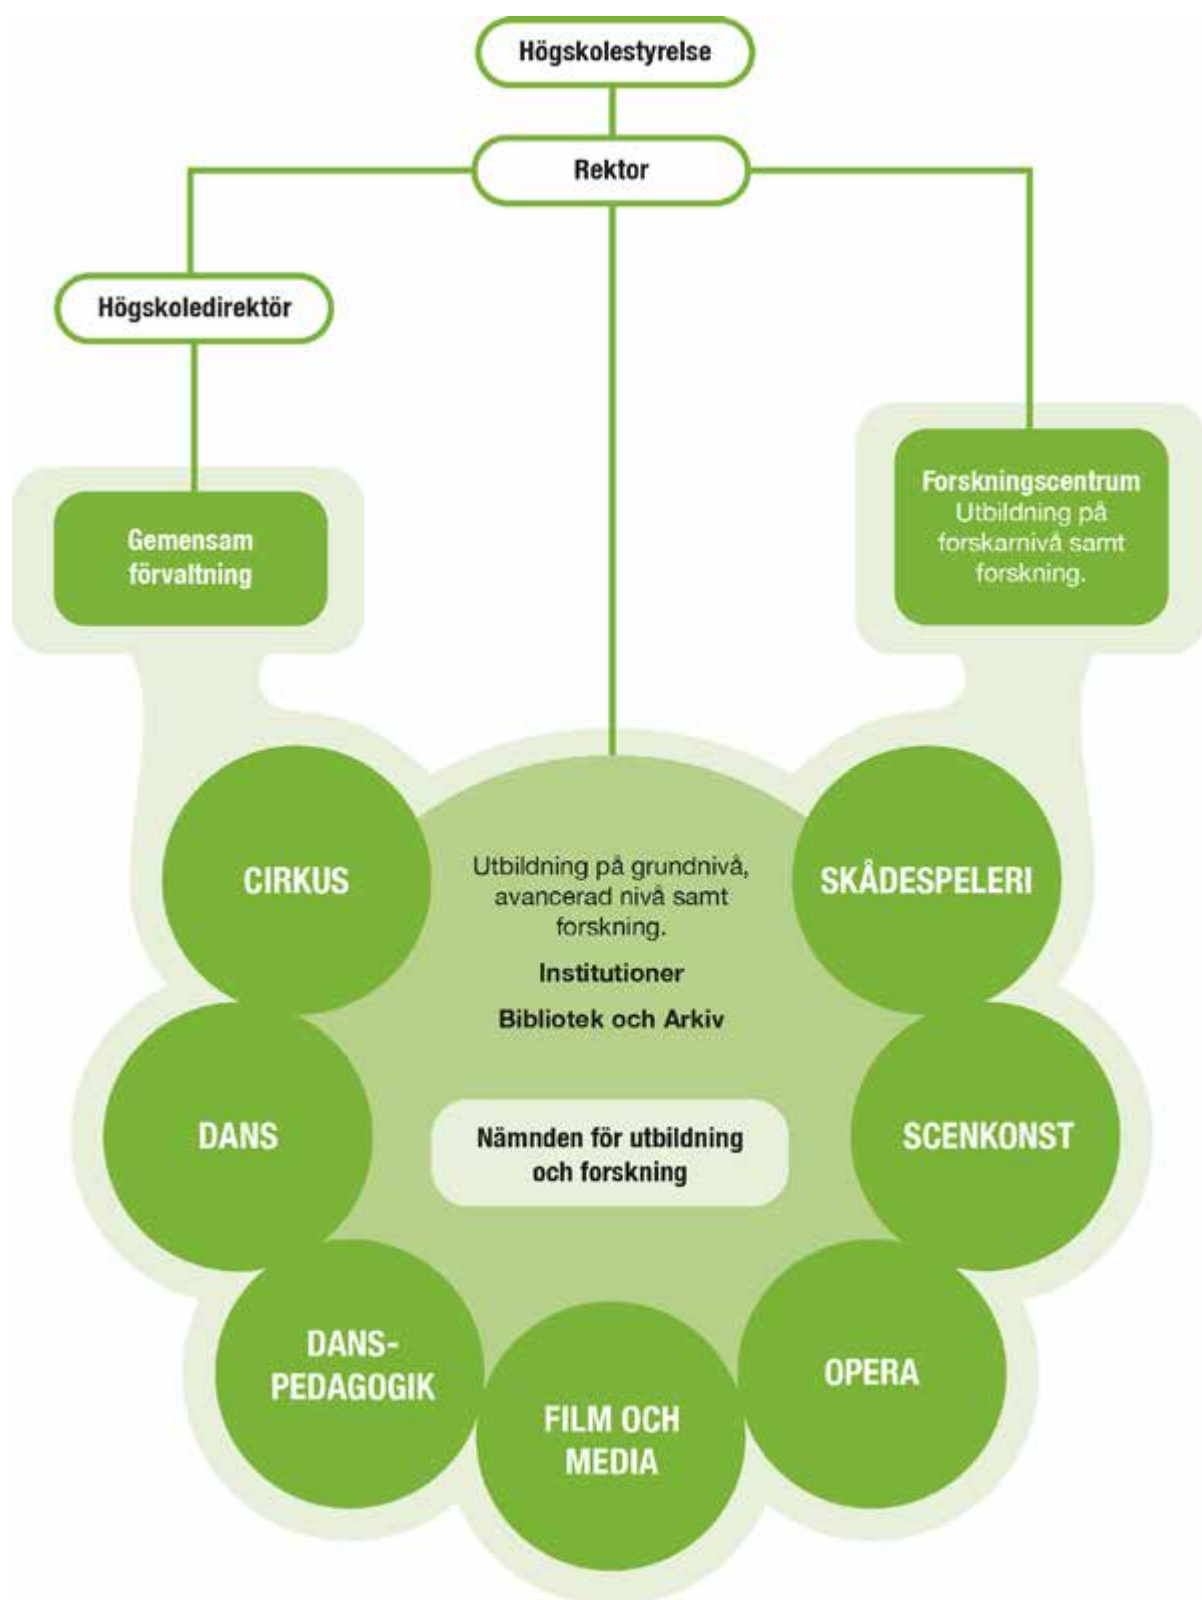 Högskolestyrelse
Rektor
Högskoledirektör
Forskningscentrum
Utbildning på
forskarnivå samt
forskning.
Gemensam
förvaltning
CIRKUS
Utbildning på grundnivå,
avancerad nivå samt
forskning.
Institutioner
Bibliotek och Arkiv
SKÅDESPELERI
DANS
Nämnden för utbildning
och forskning
SCENKONST
DANS-
PEDAGOGIK
FILM OCH
MEDIA
OPERA